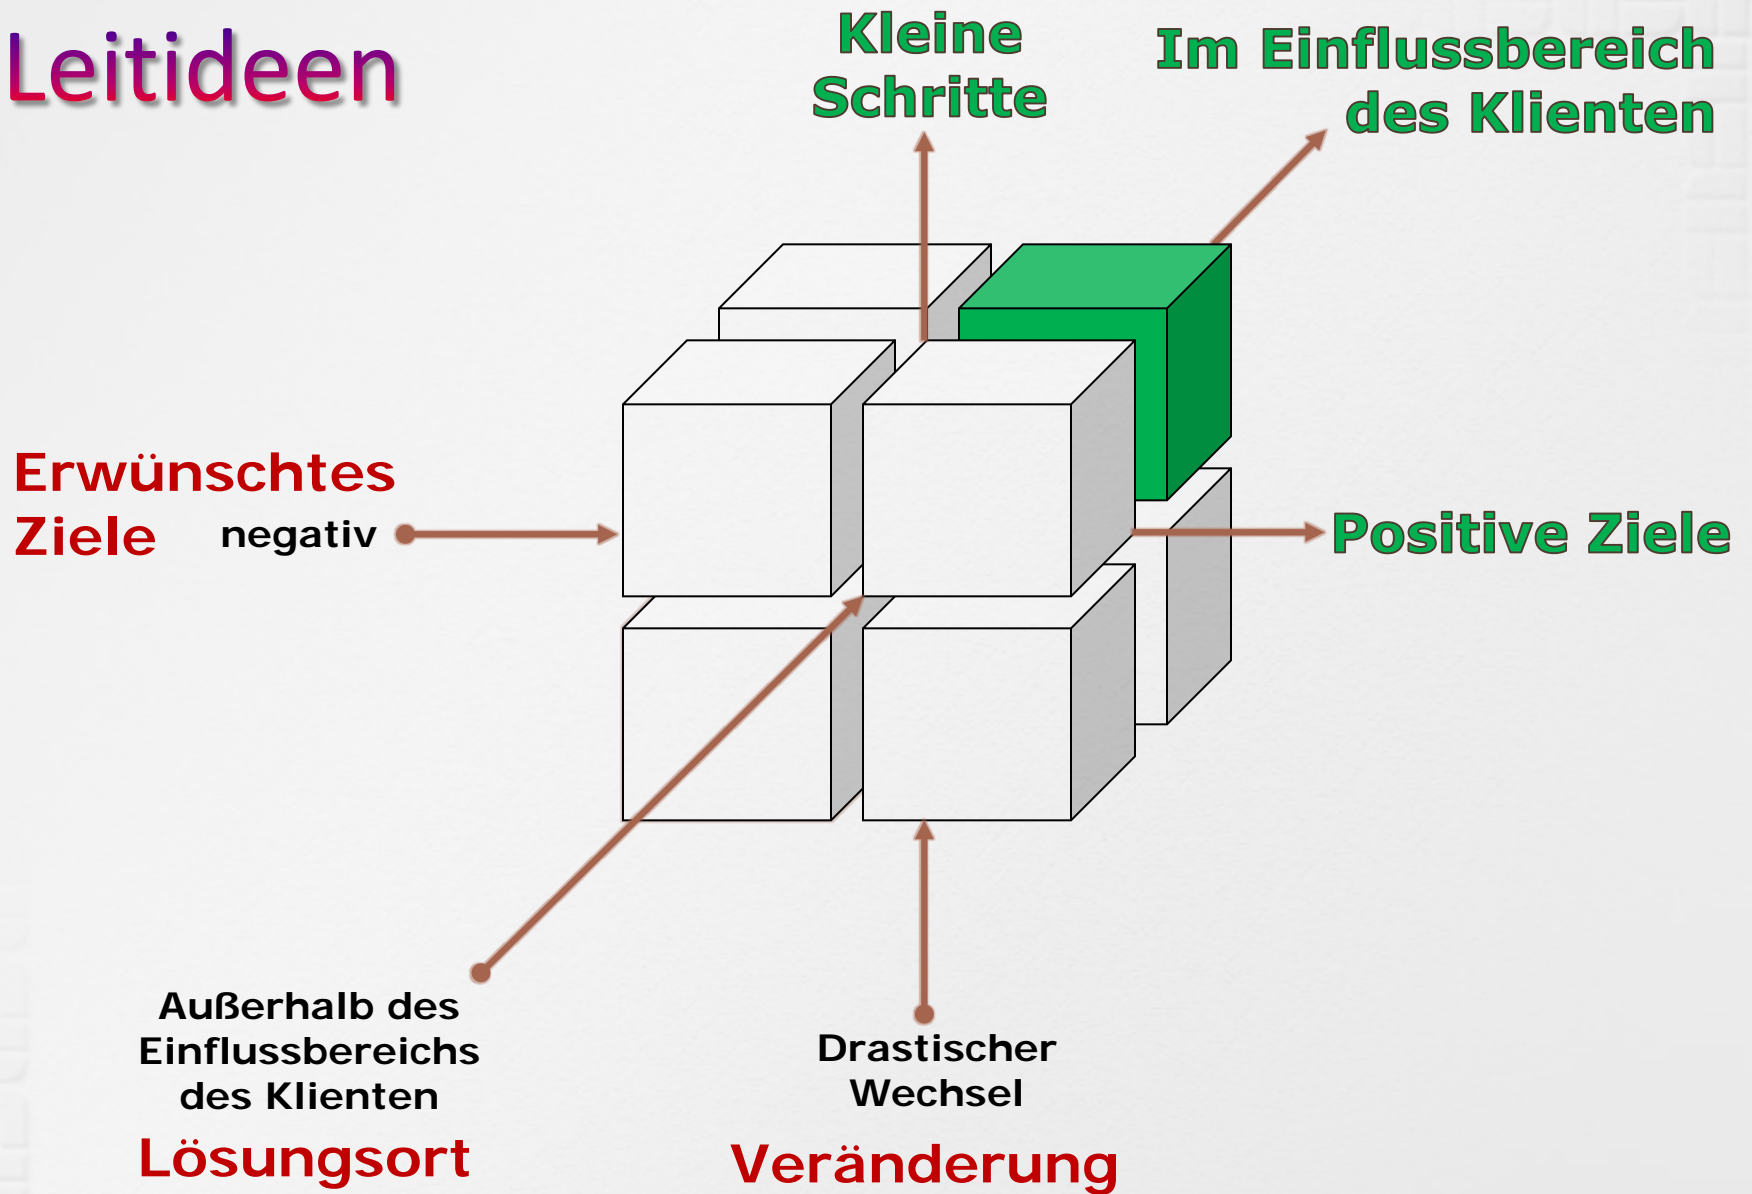 Leitideen
Kleine
Schritte
Im Einflussbereich
des Klienten
Erwünschtes
Ziele negativ
Positive Ziele
Außerhalb des
Einflussbereichs
des Klienten
Lösungsort
Drastischer
Wechsel
Veränderung